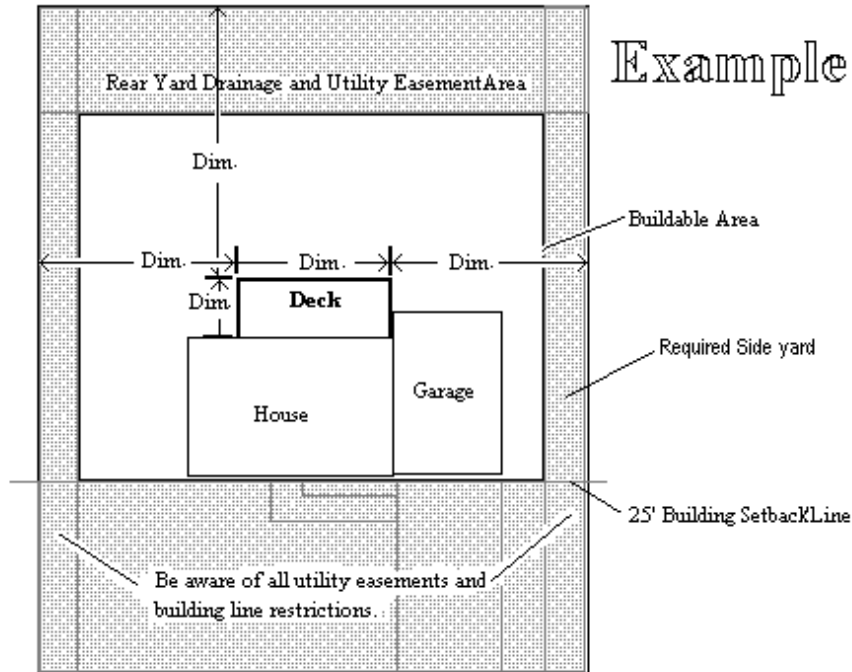 Example
Rear Yard Drainage and Utility EasementArea
Dim.
Buildable Area
Dim.
Dim.
Dim.
Dim.
Deck
Required Side yard
Garage
House
25' Building SetbackLine
Be aware of all utility easements and
building line restrictions.